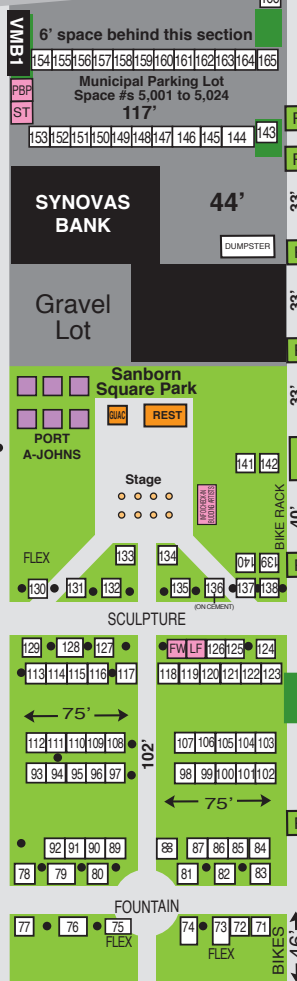 VMB1
6' space behind this section
154 155 156 157 158 159 160 161 162 163 164 165
PBP
ST
Municipal Parking Lot
Space #s 5,001 to 5,024
117'
153 152 151 150 149 148 147 146 145 144 143
SYNOVAS
BANK
44'
33'
DUMPSTER
33'
Gravel
Lot
Sanborn
Square Park
33'
GUAC
REST
PORT
A-JOHNS
Stage
141 142
40'
BIKE RACK
FLEX
133 134
140 139
130 131 132 135 136 137 138
(ON CEMENT)
SCULPTURE
129 128 127 FW LF 126 125 124
113 114 115 116 117 118 119 120 121 122 123
75'
102'
112 111 110 109 108 107 106 105 104 103
93 94 95 96 97 98 99 100 101 102
75'
92 91 90 89 88 87 86 85 84
78 79 80 81 82 83
FOUNTAIN
77 76 75 74 73 72 71
FLEX
FLEX
BIKES
46'